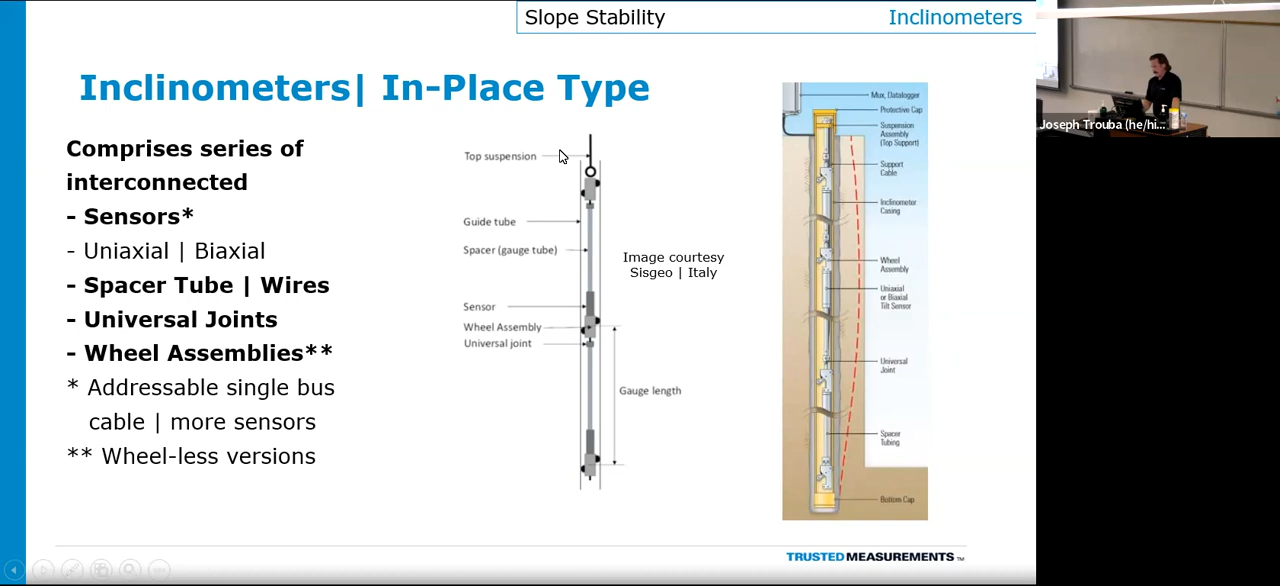 Slope Stability
Inclinometers
Inclinometers| In-Place Type
Comprises series of
interconnected
- Sensors*
- Uniaxial | Biaxial
- Spacer Tube | Wires
- Universal Joints
- Wheel Assemblies**
* Addressable single bus
cable | more sensors
** Wheel-less versions
Top suspension
Guide tube
Spacer (gauge tube)
Sensor
Wheel Assembly
Universal joint
Gauge length
Image courtesy
Sisgeo | Italy
Mux, Datalogger
Protective Cap
Suspension
Assembly
(Top Support)
Support
Cable
Inclinometer
Casing
Wheel
Assembly
Uniaxial
or Biaxial
Tilt Sensor
Universal
Joint
Spacer
Tubing
Bottom Cap
TRUSTED MEASUREMENTS ™
Joseph Trouba (he/hi...